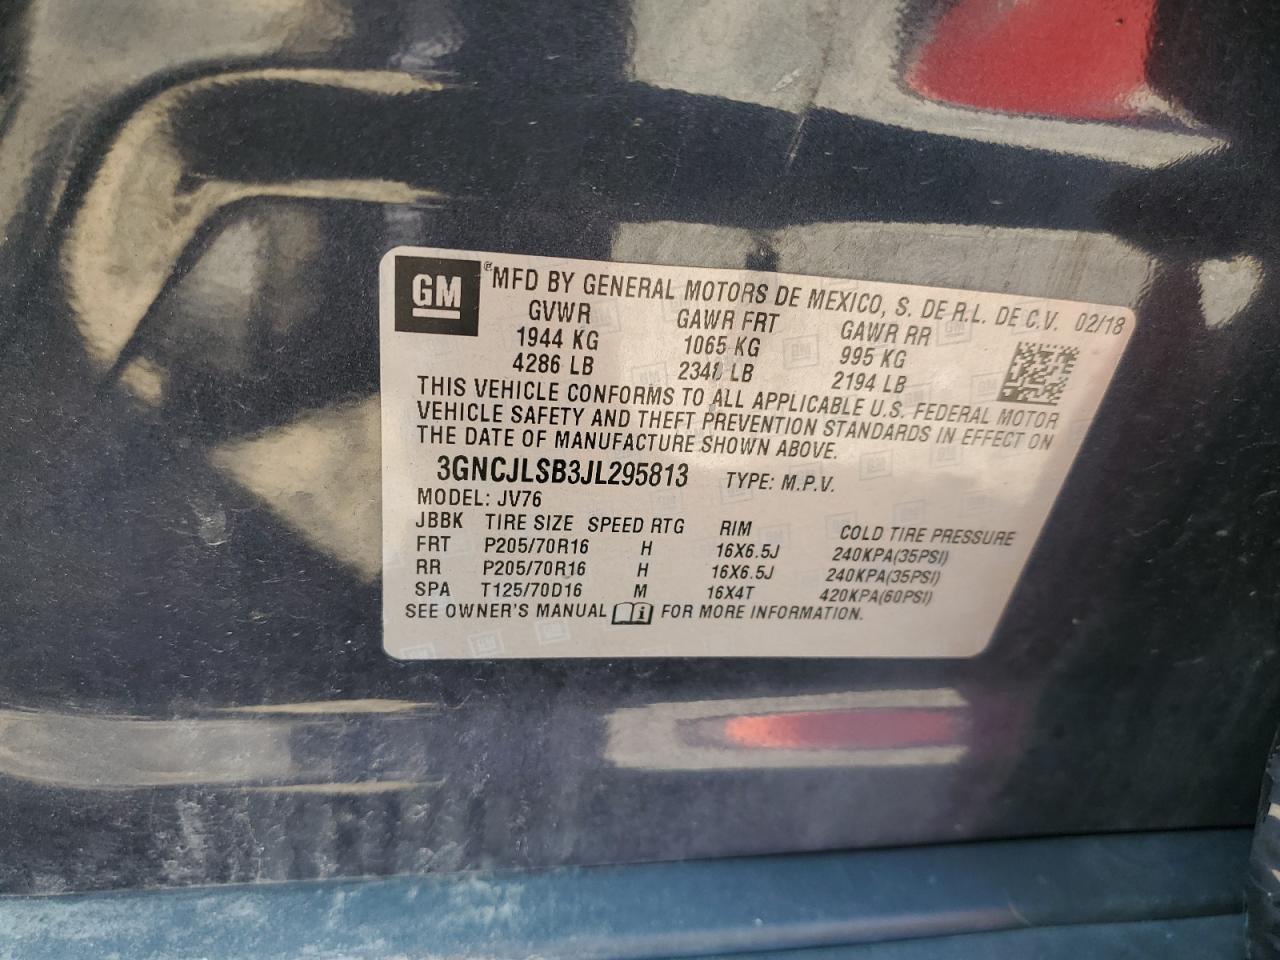 GM ® MFD BY GENERAL MOTORS DE MEXICO, S. DE R.L. DE C.V. 02/18
GVWR GAWR FRT GAWR RR
1944 KG 1065 KG 995 KG
4286 LB 2348 LB 2194 LB
THIS VEHICLE CONFORMS TO ALL APPLICABLE U.S. FEDERAL MOTOR
VEHICLE SAFETY AND THEFT PREVENTION STANDARDS IN EFFECT ON
THE DATE OF MANUFACTURE SHOWN ABOVE.
3GNCJLSB3JL295813 TYPE: M.P.V.
MODEL: JV76
JBBK TIRE SIZE SPEED RTG RIM COLD TIRE PRESSURE
FRT P205/70R16 H 16X6.5J 240KPA(35PSI)
RR P205/70R16 H 16X6.5J 240KPA(35PSI)
SPA T125/70D16 M 16X4T 420KPA(60PSI)
SEE OWNER'S MANUAL i FOR MORE INFORMATION.